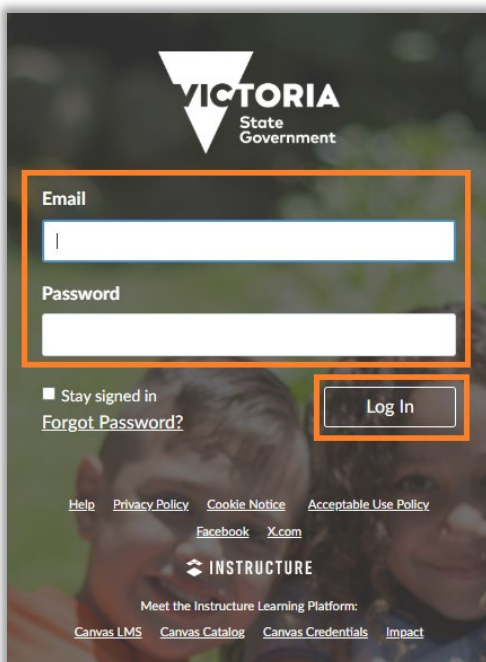 VICTORIA
State
Government
Email
Password
Stay signed in
Log In
Forgot Password?
Help Privacy Policy Cookie Notice Acceptable Use Policy
Facebook X.com
INSTRUCTURE
Meet the Instructure Learning Platform:
Canvas LMS Canvas Catalog Canvas Credentials Impact